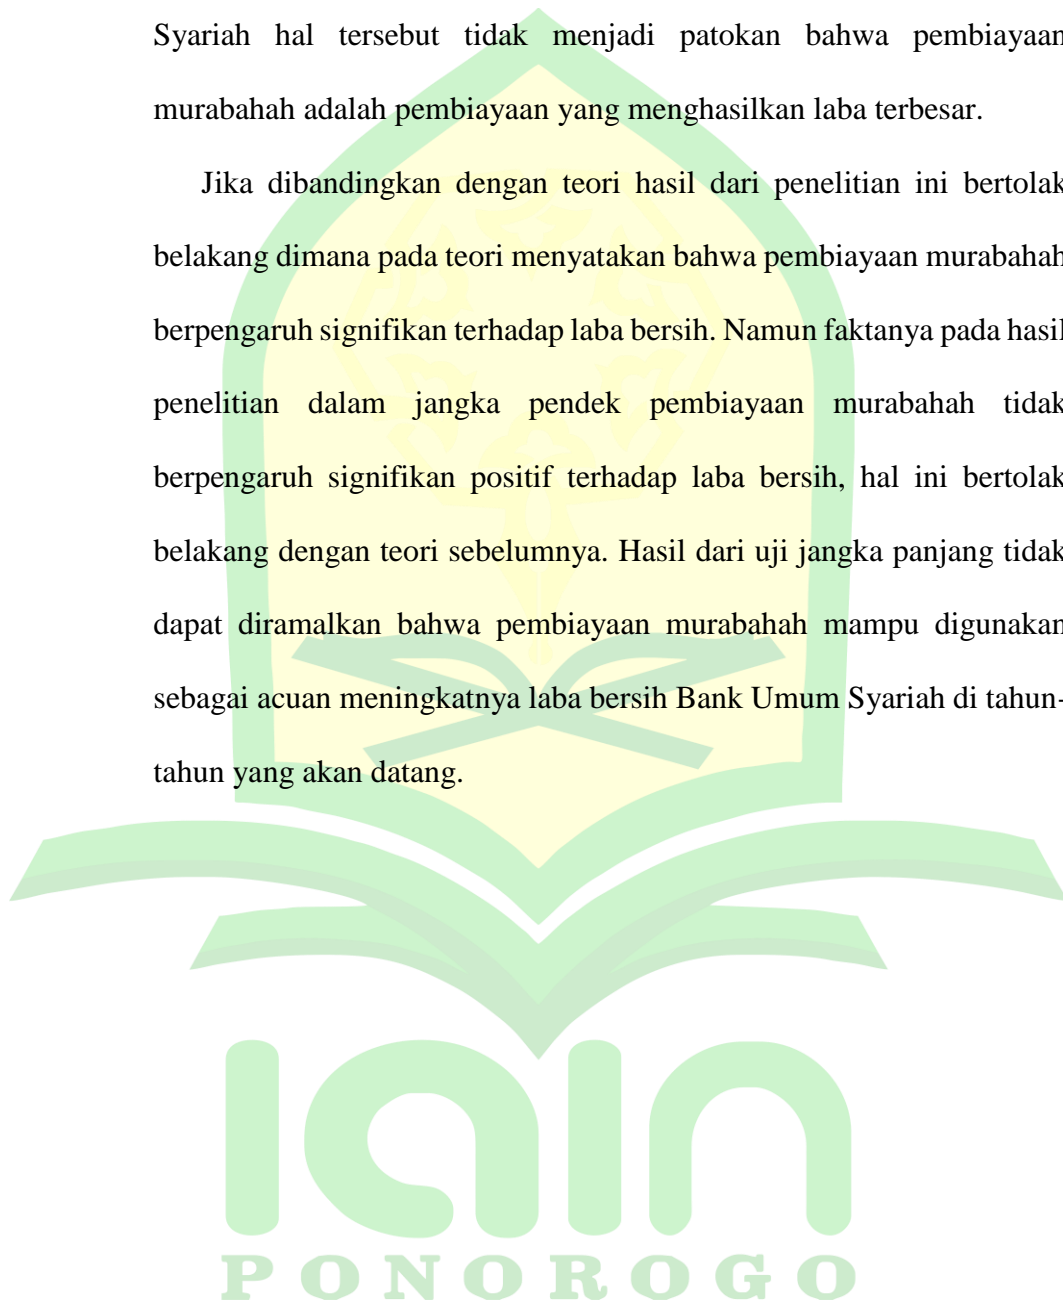 Syariah hal tersebut tidak menjadi patokan bahwa pembiayaan
murabahah adalah pembiayaan yang menghasilkan laba terbesar.
Jika dibandingkan dengan teori hasil dari penelitian ini bertolak
belakang dimana pada teori menyatakan bahwa pembiayaan murabahah
berpengaruh signifikan terhadap laba bersih. Namun faktanya pada hasil
penelitian dalam jangka pendek pembiayaan murabahah tidak
berpengaruh signifikan positif terhadap laba bersih, hal ini bertolak
belakang dengan teori sebelumnya. Hasil dari uji jangka panjang tidak
dapat diramalkan bahwa pembiayaan murabahah mampu digunakan
sebagai acuan meningkatnya laba bersih Bank Umum Syariah di tahun-
tahun yang akan datang.
IAIN
PONOROGO